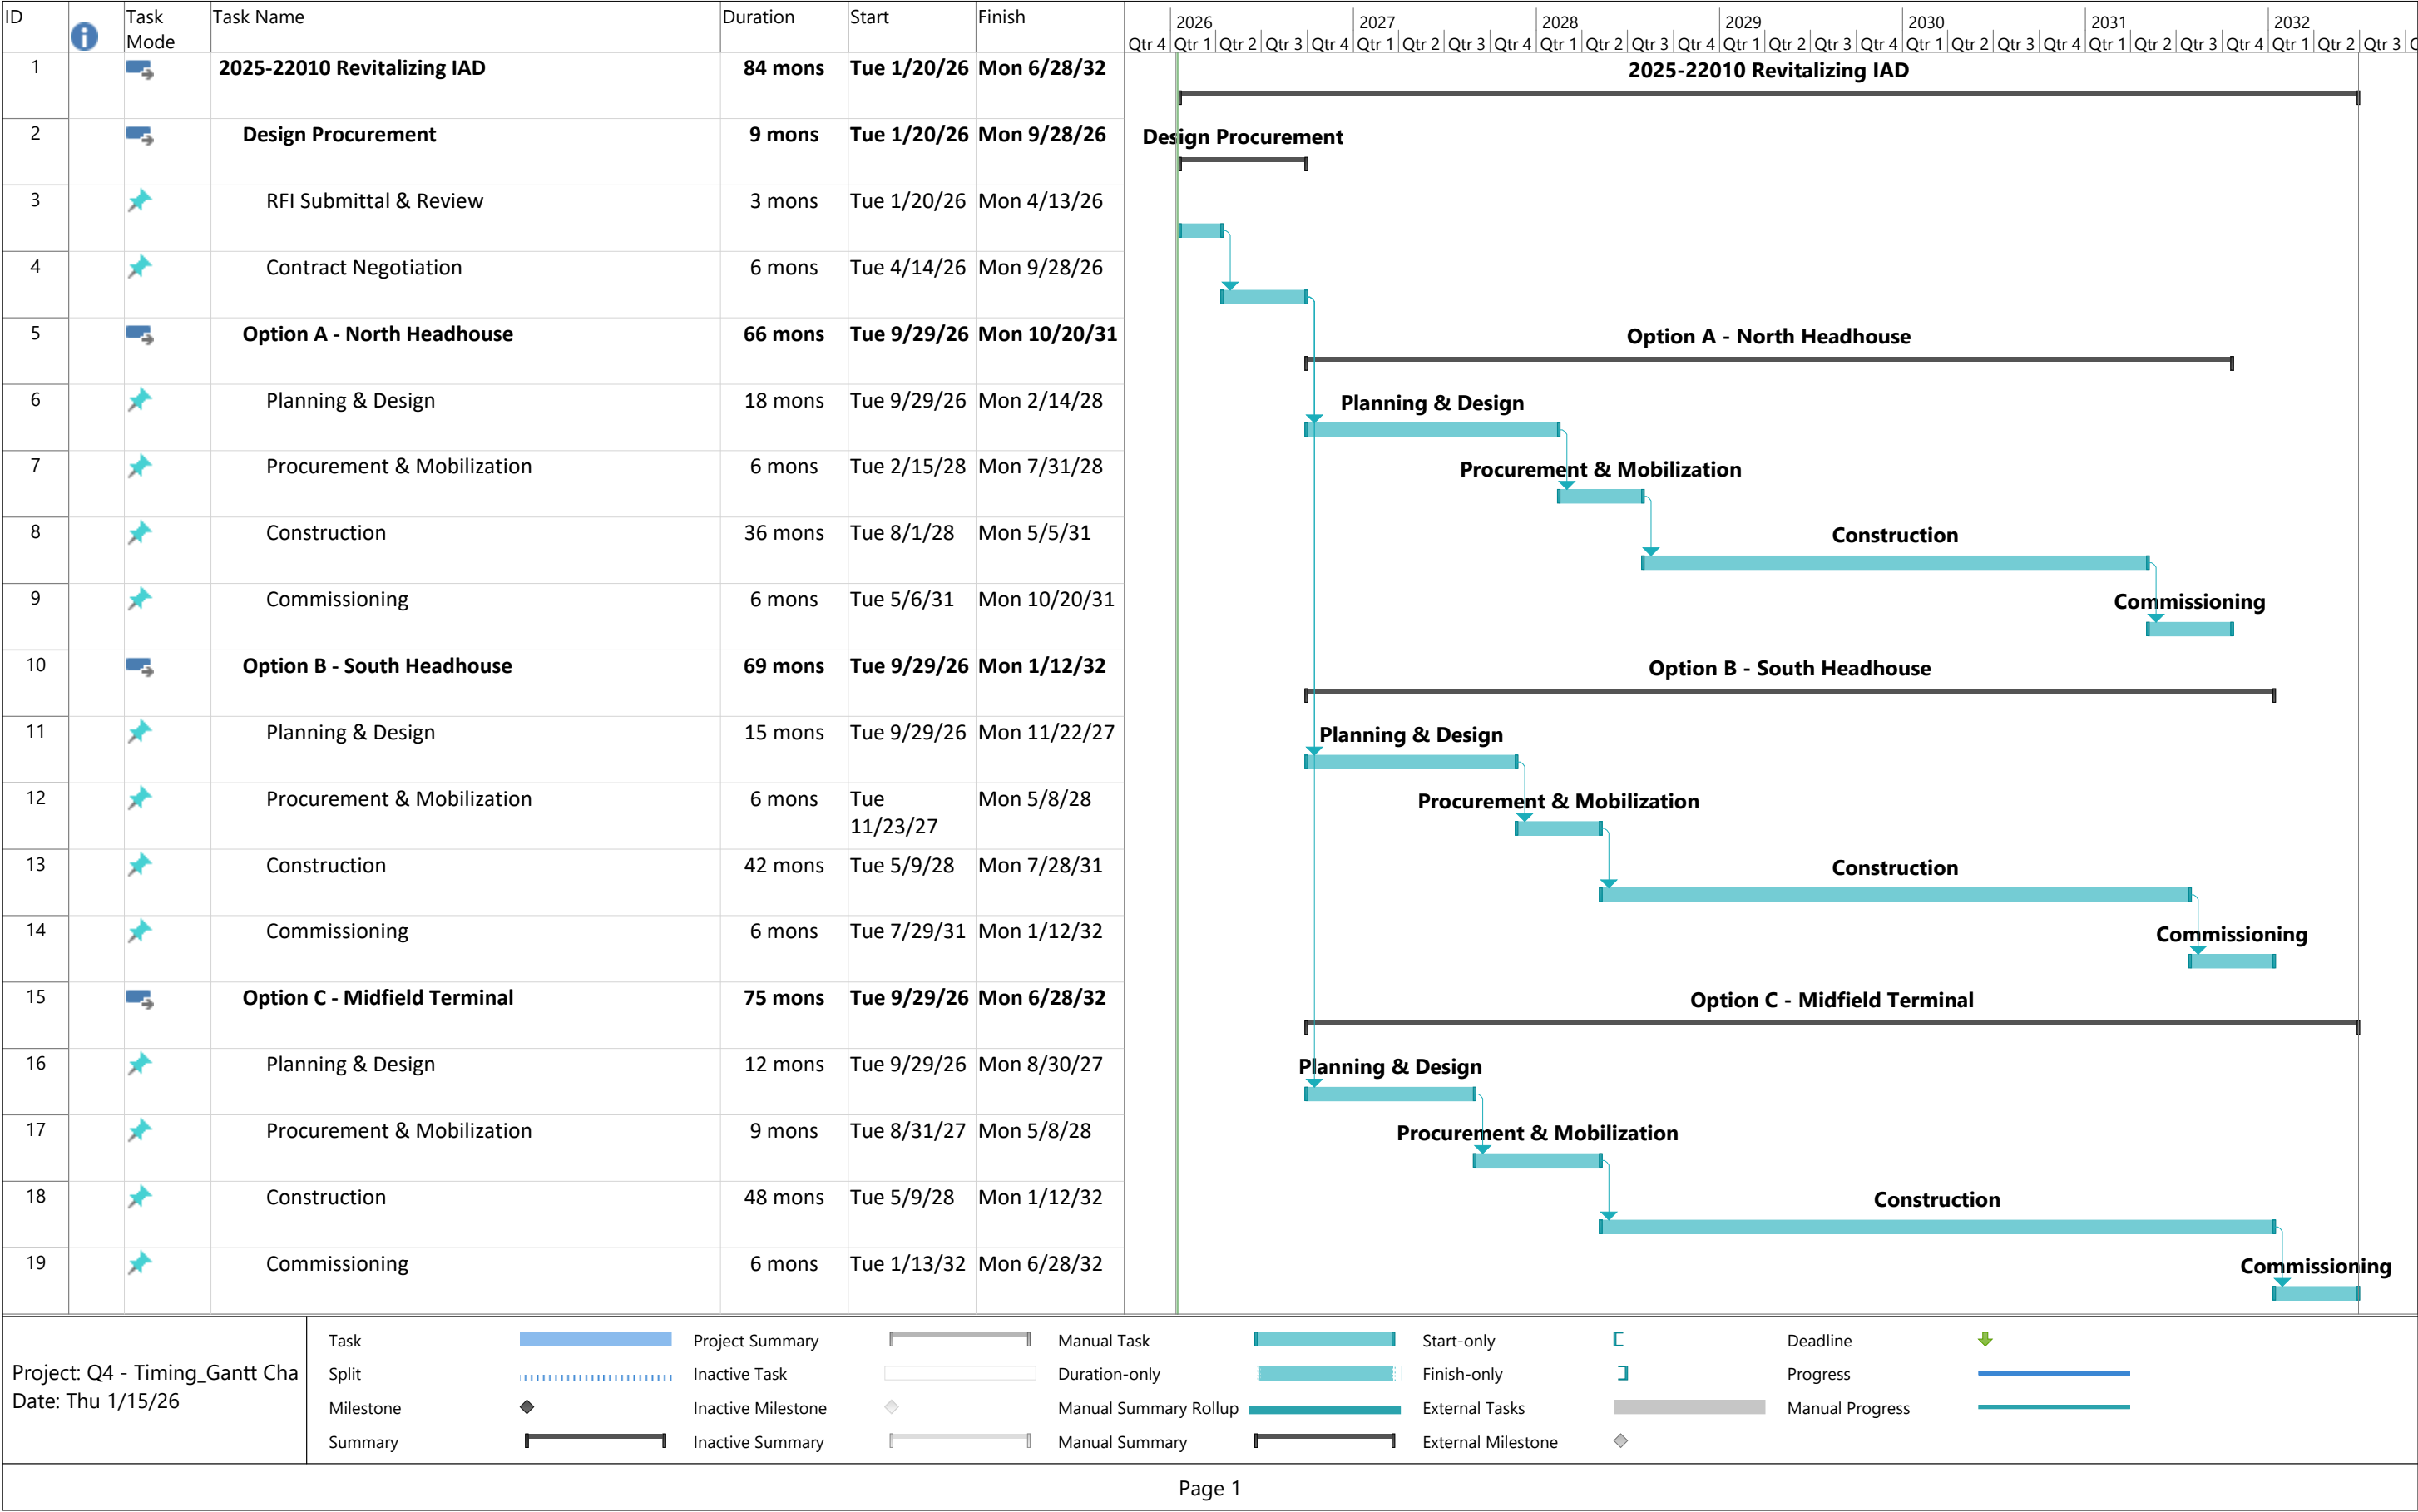 ID Task Mode Task Name Duration Start Finish
2026 2027 2028 2029 2030 2031 2032
Qtr 4 Qtr 1 Qtr 2 Qtr 3 Qtr 4 Qtr 1 Qtr 2 Qtr 3 Qtr 4 Qtr 1 Qtr 2 Qtr 3 Qtr 4 Qtr 1 Qtr 2 Qtr 3 Qtr 4 Qtr 1 Qtr 2 Qtr 3 Qtr 4 Qtr 1 Qtr 2 Qtr 3 Qtr 4 Qtr 1 Qtr 2 Qtr 3
1 2025-22010 Revitalizing IAD 84 mons Tue 1/20/26 Mon 6/28/32 2025-22010 Revitalizing IAD
2 Design Procurement 9 mons Tue 1/20/26 Mon 9/28/26 Design Procurement
3 RFI Submittal & Review 3 mons Tue 1/20/26 Mon 4/13/26
4 Contract Negotiation 6 mons Tue 4/14/26 Mon 9/28/26
5 Option A - North Headhouse 66 mons Tue 9/29/26 Mon 10/20/31 Option A - North Headhouse
6 Planning & Design 18 mons Tue 9/29/26 Mon 2/14/28 Planning & Design
7 Procurement & Mobilization 6 mons Tue 2/15/28 Mon 7/31/28 Procurement & Mobilization
8 Construction 36 mons Tue 8/1/28 Mon 5/5/31 Construction
9 Commissioning 6 mons Tue 5/6/31 Mon 10/20/31 Commissioning
10 Option B - South Headhouse 69 mons Tue 9/29/26 Mon 1/12/32 Option B - South Headhouse
11 Planning & Design 15 mons Tue 9/29/26 Mon 11/22/27 Planning & Design
12 Procurement & Mobilization 6 mons Tue 11/23/27 Mon 5/8/28 Procurement & Mobilization
13 Construction 42 mons Tue 5/9/28 Mon 7/28/31 Construction
14 Commissioning 6 mons Tue 7/29/31 Mon 1/12/32 Commissioning
15 Option C - Midfield Terminal 75 mons Tue 9/29/26 Mon 6/28/32 Option C - Midfield Terminal
16 Planning & Design 12 mons Tue 9/29/26 Mon 8/30/27 Planning & Design
17 Procurement & Mobilization 9 mons Tue 8/31/27 Mon 5/8/28 Procurement & Mobilization
18 Construction 48 mons Tue 5/9/28 Mon 1/12/32 Construction
19 Commissioning 6 mons Tue 1/13/32 Mon 6/28/32 Commissioning
Project: Q4 - Timing_Gantt Cha
Date: Thu 1/15/26
Task Project Summary Manual Task Start-only Deadline
Split Inactive Task Duration-only Finish-only Progress
Milestone Inactive Milestone Manual Summary Rollup External Tasks Manual Progress
Summary Inactive Summary Manual Summary External Milestone
Page 1